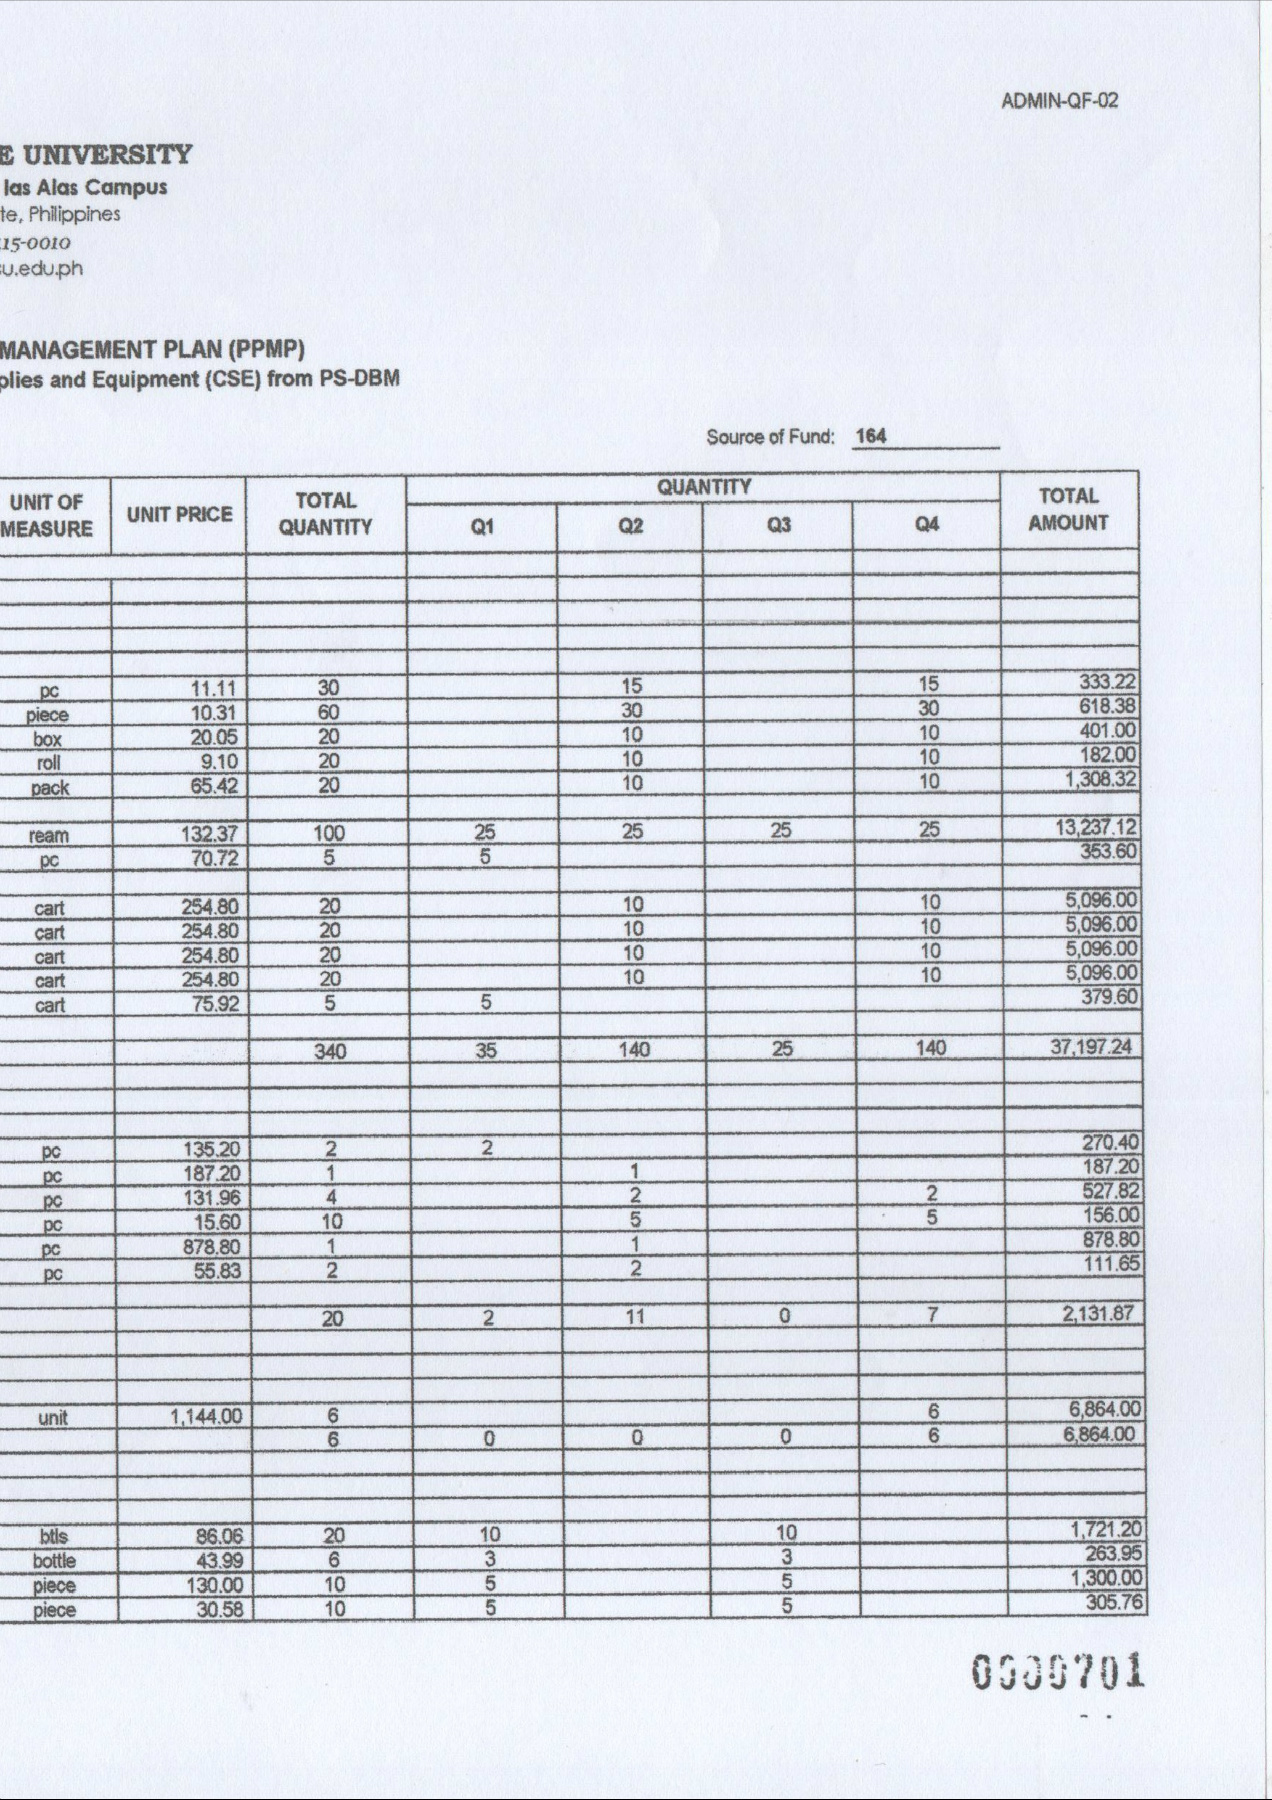 ADMIN-QF-02
E UNIVERSITY
las Alas Campus
te, Philippines
15-0010
su.edu.ph
MANAGEMENT PLAN (PPMP)
plies and Equipment (CSE) from PS-DBM
Source of Fund: 164
UNIT OF MEASURE UNIT PRICE TOTAL QUANTITY QUANTITY TOTAL AMOUNT
Q1 Q2 Q3 Q4
pc 11.11 30 15 15 333.22
piece 10.31 60 30 30 618.38
box 20.05 20 10 10 401.00
roll 9.10 20 10 10 182.00
pack 65.42 20 10 10 1,308.32
ream 132.37 100 25 25 25 25 13,237.12
pc 70.72 5 5 353.60
cart 254.80 20 10 10 5,096.00
cart 254.80 20 10 10 5,096.00
cart 254.80 20 10 10 5,096.00
cart 254.80 20 10 10 5,096.00
cart 75.92 5 5 379.60
340 35 140 25 140 37,197.24
pc 135.20 2 2 270.40
pc 187.20 1 1 187.20
pc 131.96 4 2 2 527.82
pc 15.60 10 5 5 156.00
pc 878.80 1 1 878.80
pc 55.83 2 2 111.65
20 2 11 0 7 2,131.87
unit 1,144.00 6 6 6,864.00
6 0 0 0 6 6,864.00
btls 86.06 20 10 10 1,721.20
bottle 43.99 6 3 3 263.95
piece 130.00 10 5 5 1,300.00
piece 30.58 10 5 5 305.76